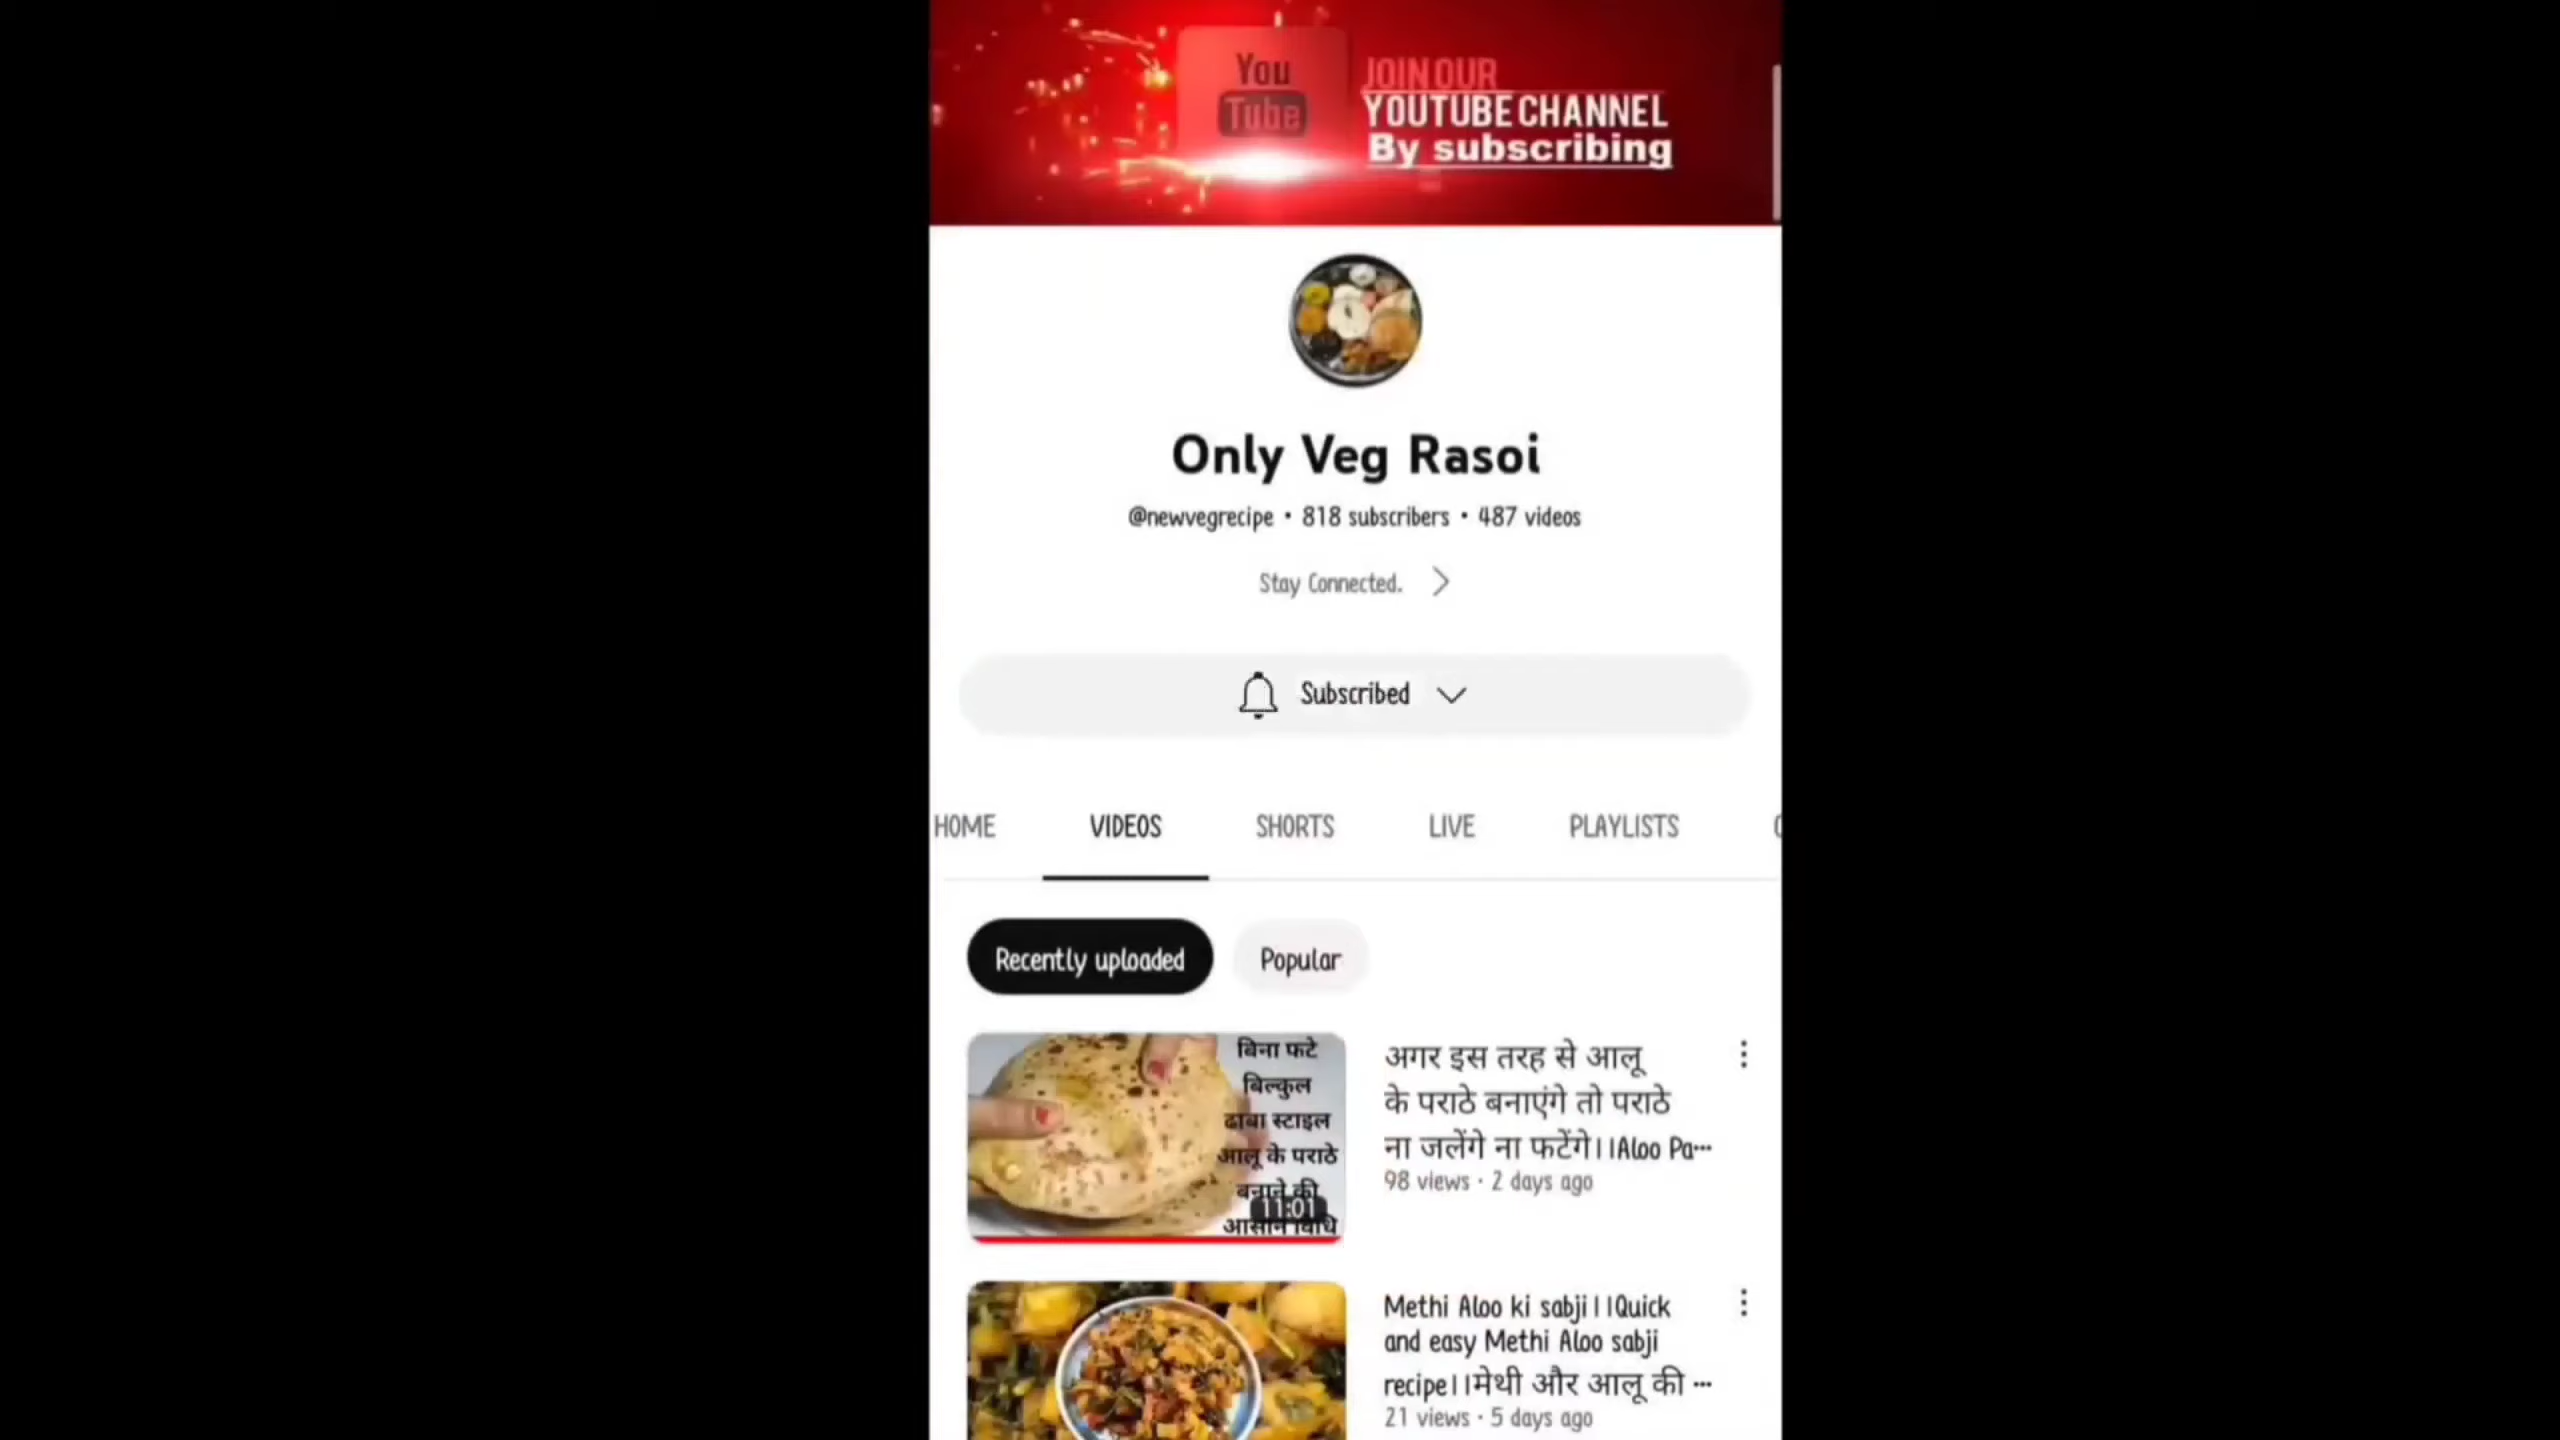 You
Tube
JOIN OUR
YOUTUBE CHANNEL
By subscribing
Only Veg Rasoi
@newvegrecipe • 818 subscribers • 487 videos
Stay Connected.
Subscribed
HOME VIDEOS SHORTS LIVE PLAYLISTS
Recently uploaded Popular
बिना फटे
बिल्कुल
ढाबा स्टाइल
आलू के पराठे
बनाने की
11:01
आसान विधि
अगर इस तरह से आलू
के पराठे बनाएंगे तो पराठे
ना जलेंगे ना फटेंगे।।Aloo Pa...
98 views · 2 days ago
Methi Aloo ki sabji।।Quick
and easy Methi Aloo sabji
recipe।।मेथी और आलू की ...
21 views · 5 days ago